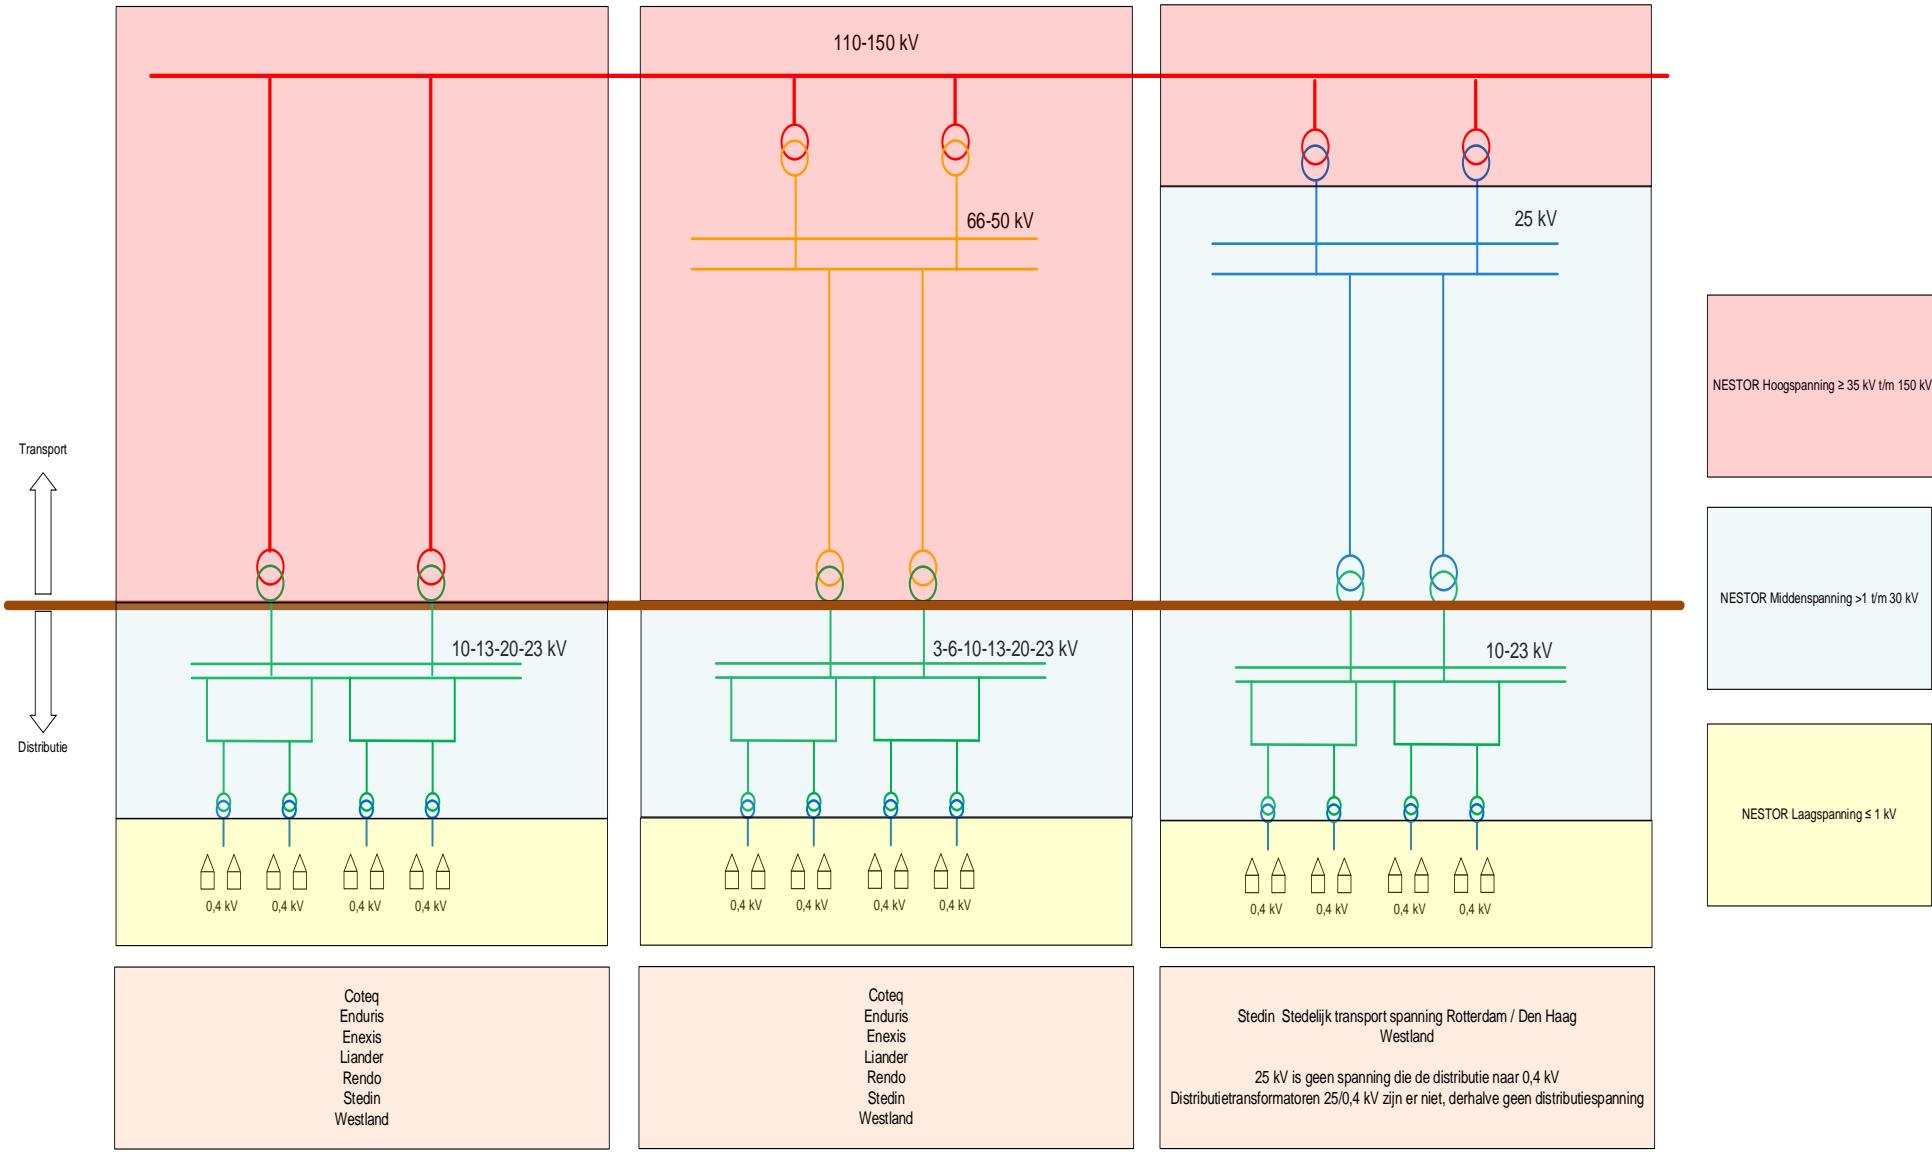 110-150 kV
66-50 kV
25 kV
NESTOR Hoogspanning ≥ 35 kV t/m 150 kV
Transport
NESTOR Middenspanning >1 t/m 30 kV
10-13-20-23 kV
3-6-10-13-20-23 kV
10-23 kV
Distributie
NESTOR Laagspanning ≤ 1 kV
0,4 kV 0,4 kV 0,4 kV 0,4 kV
0,4 kV 0,4 kV 0,4 kV 0,4 kV
0,4 kV 0,4 kV 0,4 kV 0,4 kV
Coteq
Enduris
Enexis
Liander
Rendo
Stedin
Westland
Coteq
Enduris
Enexis
Liander
Rendo
Stedin
Westland
Stedin Stedelijk transport spanning Rotterdam / Den Haag
Westland
25 kV is geen spanning die de distributie naar 0,4 kV
Distributietransformatoren 25/0,4 kV zijn er niet, derhalve geen distributiespanning